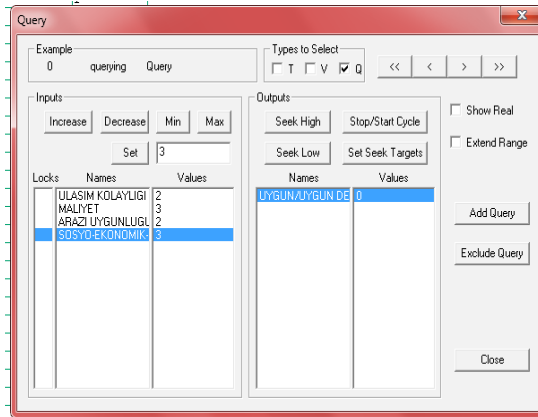 Query
Example
0 querying Query
Types to Select
T V Q
<< < > >>
Inputs
Increase Decrease Min Max
Set 3
Locks Names Values
ULASIM KOLAYLIGI 2
MALIYET 3
ARAZI UYGUNLUGU 2
SOSYO-EKONOMIK- 3
Outputs
Seek High Stop/Start Cycle
Seek Low Set Seek Targets
Names Values
UYGUN/UYGUN DE 0
Show Real
Extend Range
Add Query
Exclude Query
Close